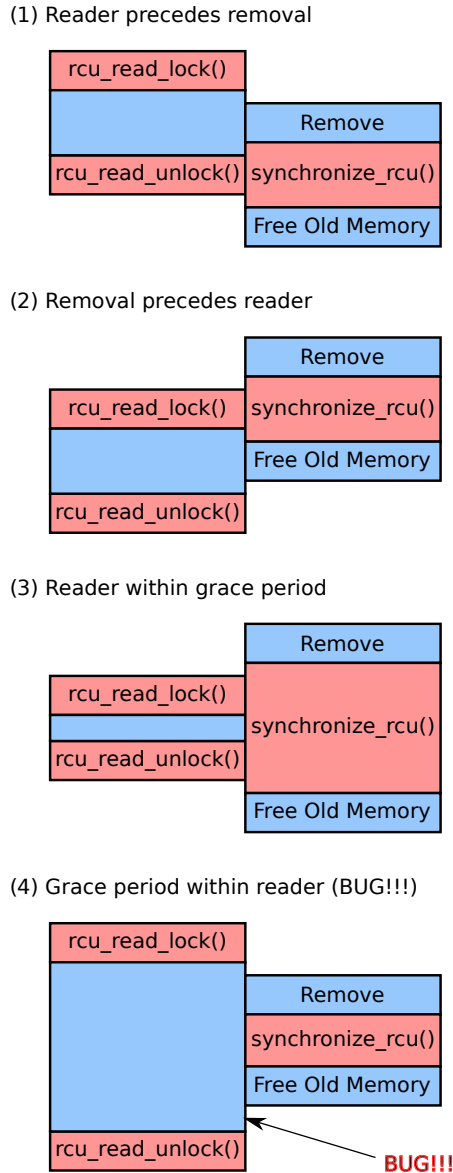 (1) Reader precedes removal
rcu_read_lock()
Remove
rcu_read_unlock()
synchronize_rcu()
Free Old Memory
(2) Removal precedes reader
Remove
rcu_read_lock()
synchronize_rcu()
Free Old Memory
rcu_read_unlock()
(3) Reader within grace period
Remove
rcu_read_lock()
synchronize_rcu()
rcu_read_unlock()
Free Old Memory
(4) Grace period within reader (BUG!!!)
rcu_read_lock()
Remove
synchronize_rcu()
Free Old Memory
rcu_read_unlock()
BUG!!!